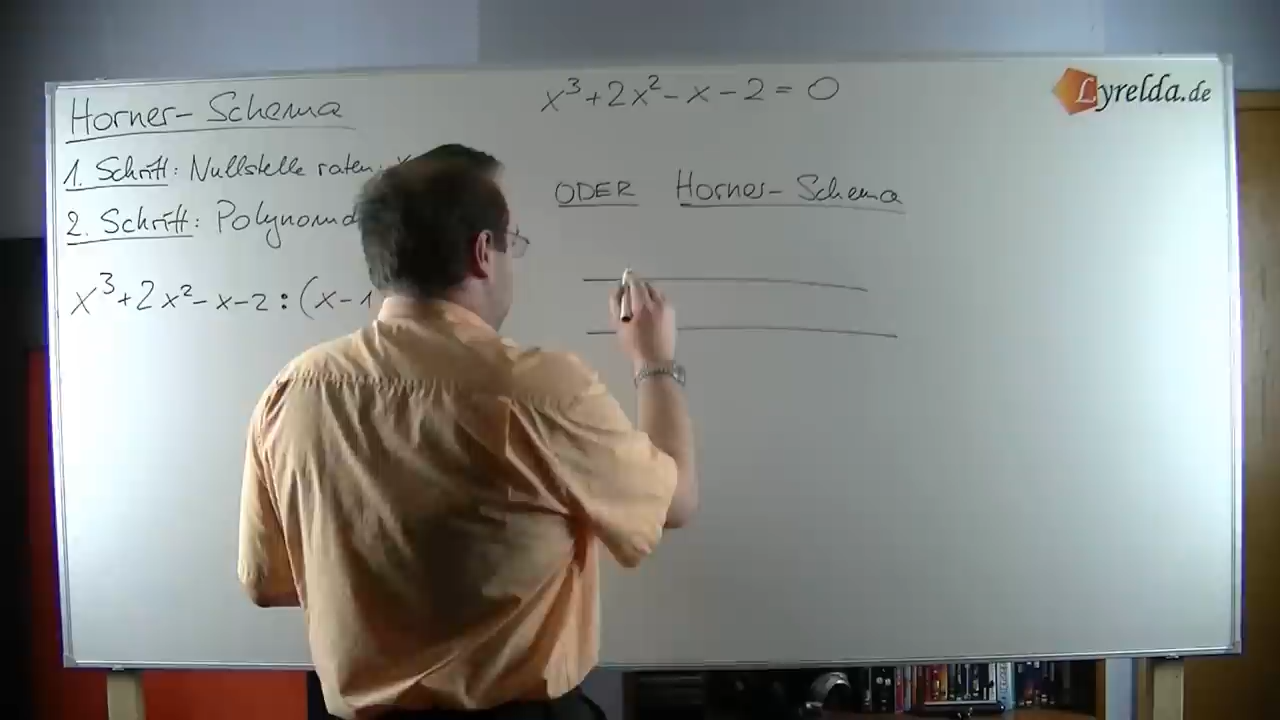 Horner-Schema
1. Schritt: Nullstelle raten:
2. Schritt: Polynomd
x³+2x²-x-2:(x-1
x³+2x²-x-2=0
ODER Horner-Schema
Lyrelda.de